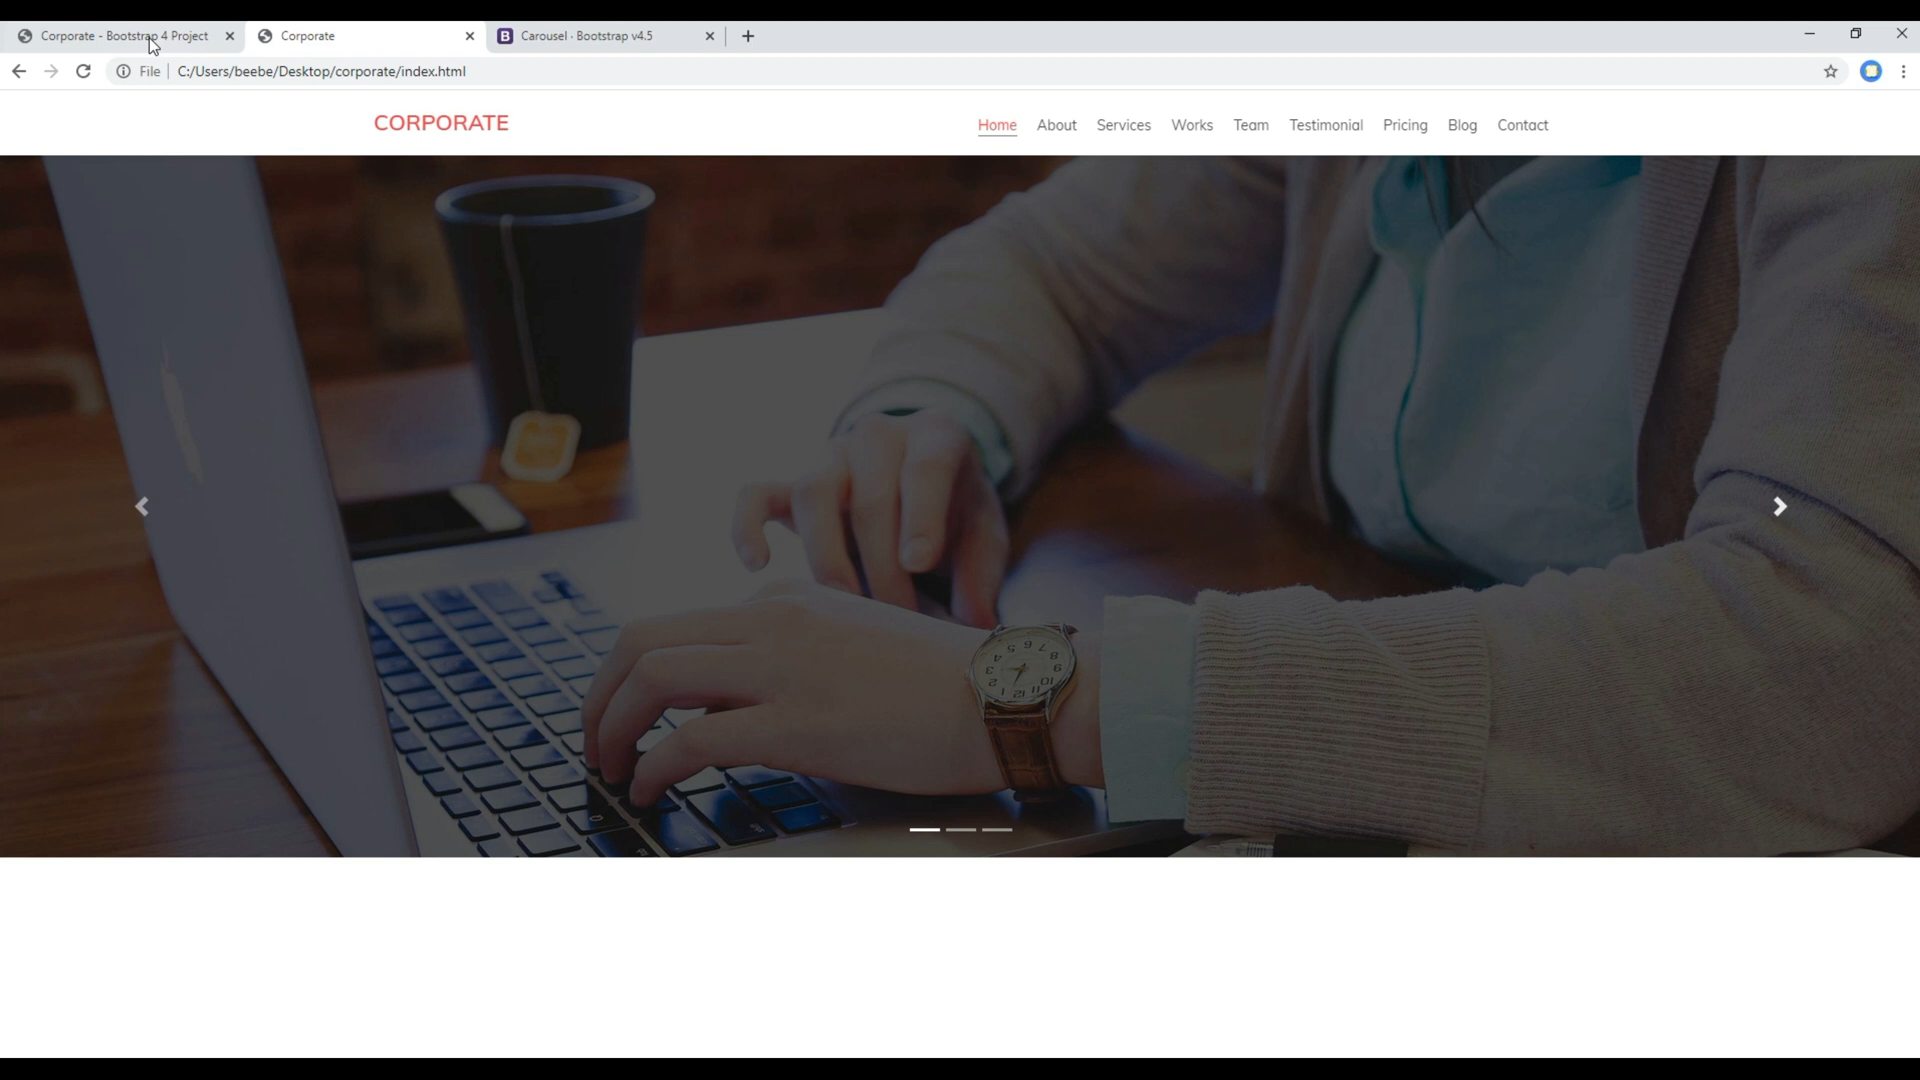 Corporate - Bootstrap 4 Project
Corporate
B Carousel · Bootstrap v4.5
File C:/Users/beebe/Desktop/corporate/index.html
CORPORATE
Home About Services Works Team Testimonial Pricing Blog Contact